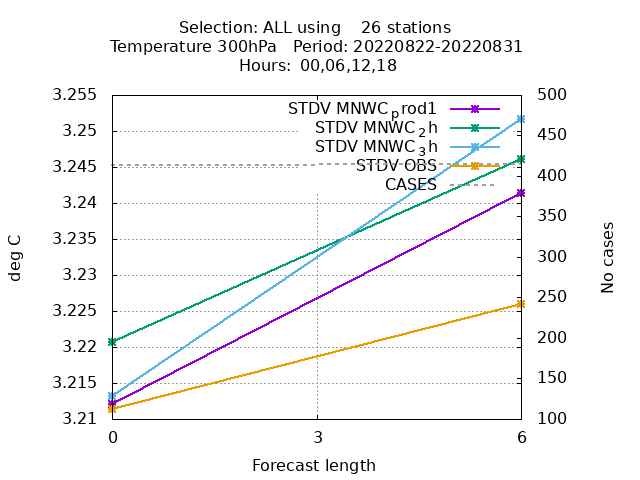 Selection: ALL using    26 stations
Temperature 300hPa   Period: 20220822-20220831
Hours: 00,06,12,18
3.255
3.25
3.245
3.24
3.235
3.23
3.225
3.22
3.215
3.21
500
450
400
350
300
250
200
150
100
STDV MNWCprod1
STDV MNWC2h
STDV MNWC3h
STDV OBS
CASES
deg C
No cases
0
3
6
Forecast length